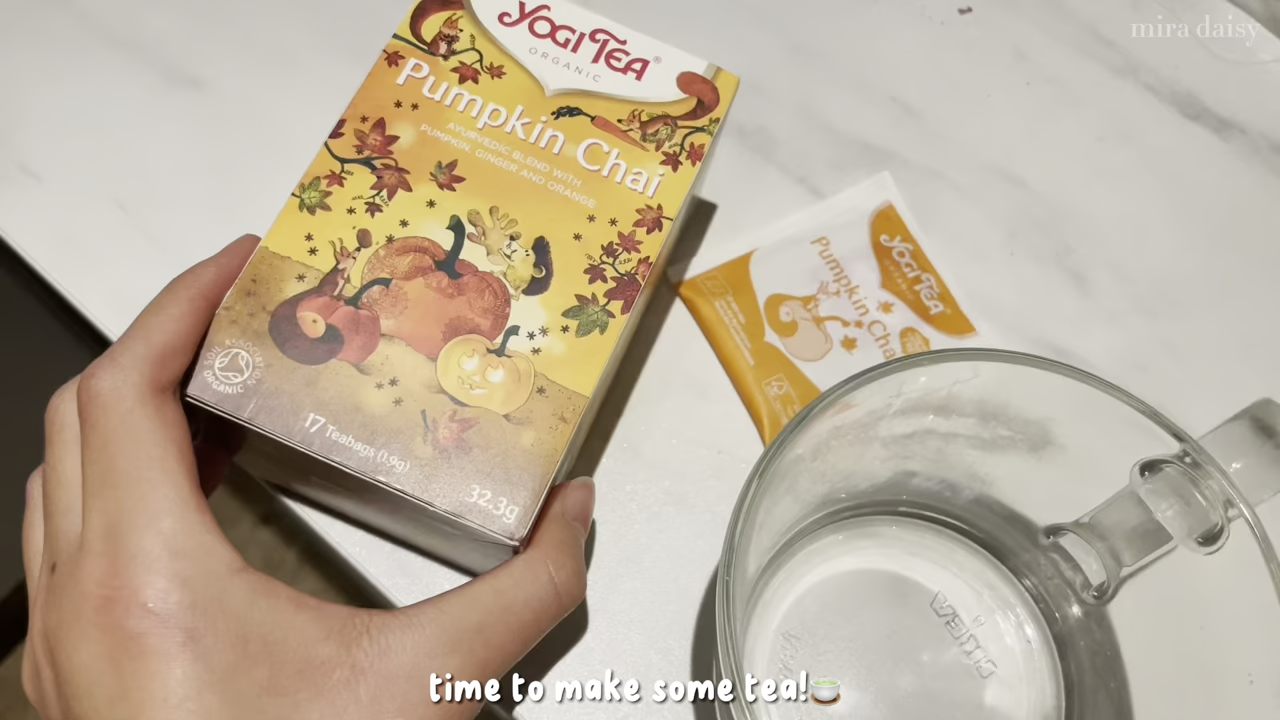 mira daisy
YOGI TEA®
ORGANIC
Pumpkin Chai
AYURVEDIC BLEND WITH
PUMPKIN, GINGER AND ORANGE
SOIL ASSOCIATION
ORGANIC
17 Teabags (1.9g)
32.3g
YOGI TEA
ORGANIC
Pumpkin Chai
time to make some tea!🍵